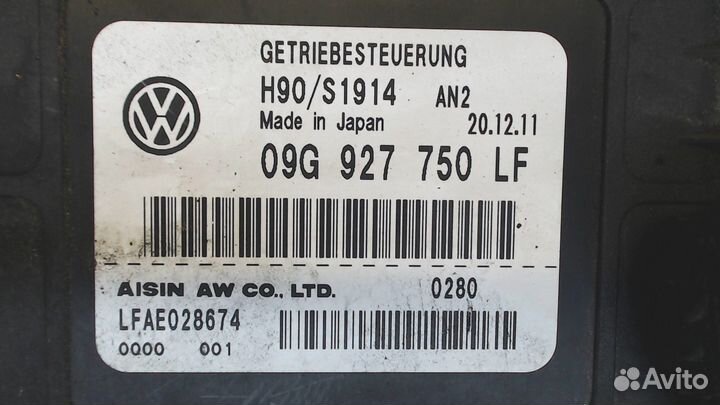 GETRIEBESTEUERUNG
H90/S1914 AN2
Made in Japan 20.12.11
09G 927 750 LF
AISIN AW CO., LTD. 0280
LFAE028674
0000 001
Avito